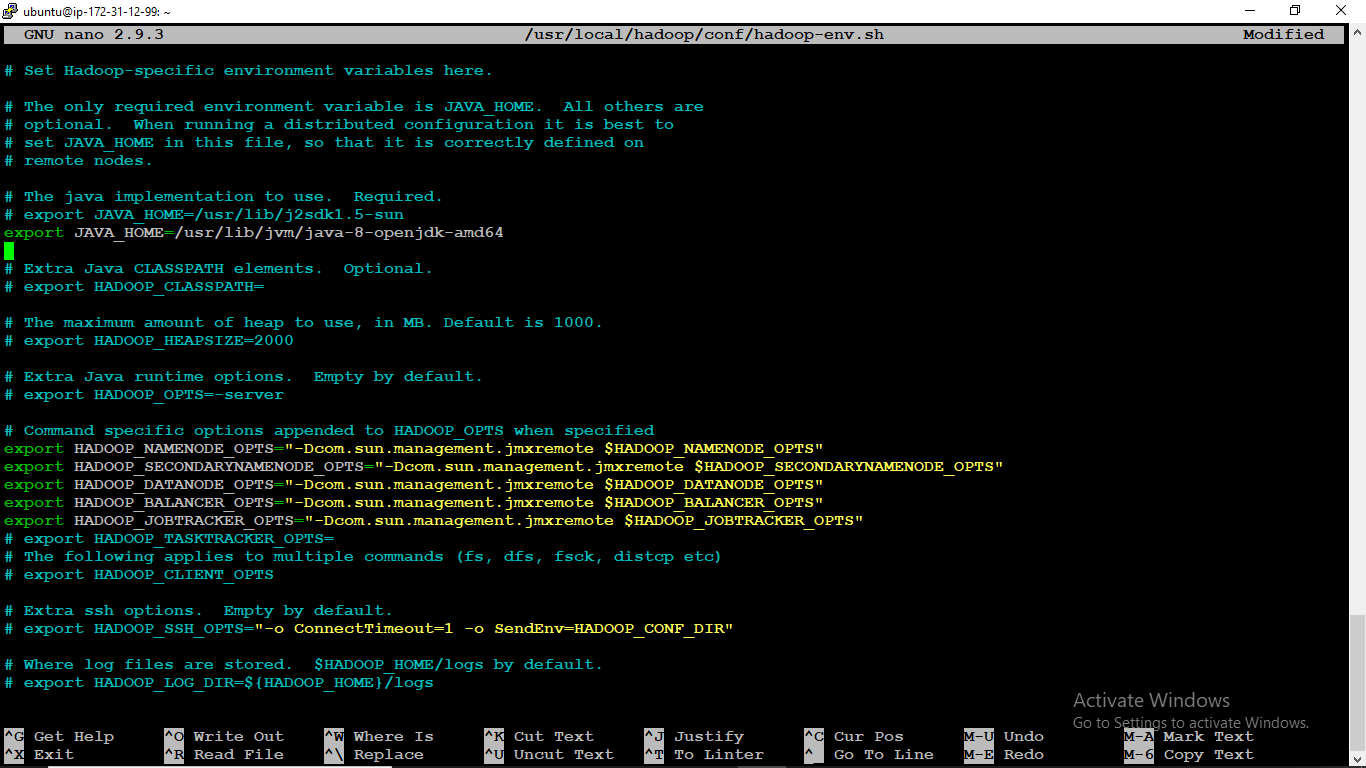 ubuntu@ip-172-31-12-99: ~
GNU nano 2.9.3 /usr/local/hadoop/conf/hadoop-env.sh Modified
# Set Hadoop-specific environment variables here.
# The only required environment variable is JAVA_HOME.  All others are
# optional.  When running a distributed configuration it is best to
# set JAVA_HOME in this file, so that it is correctly defined on
# remote nodes.
# The java implementation to use.  Required.
# export JAVA_HOME=/usr/lib/j2sdk1.5-sun
export JAVA_HOME=/usr/lib/jvm/java-8-openjdk-amd64
# Extra Java CLASSPATH elements.  Optional.
# export HADOOP_CLASSPATH=
# The maximum amount of heap to use, in MB. Default is 1000.
# export HADOOP_HEAPSIZE=2000
# Extra Java runtime options.  Empty by default.
# export HADOOP_OPTS=-server
# Command specific options appended to HADOOP_OPTS when specified
export HADOOP_NAMENODE_OPTS="-Dcom.sun.management.jmxremote $HADOOP_NAMENODE_OPTS"
export HADOOP_SECONDARYNAMENODE_OPTS="-Dcom.sun.management.jmxremote $HADOOP_SECONDARYNAMENODE_OPTS"
export HADOOP_DATANODE_OPTS="-Dcom.sun.management.jmxremote $HADOOP_DATANODE_OPTS"
export HADOOP_BALANCER_OPTS="-Dcom.sun.management.jmxremote $HADOOP_BALANCER_OPTS"
export HADOOP_JOBTRACKER_OPTS="-Dcom.sun.management.jmxremote $HADOOP_JOBTRACKER_OPTS"
# export HADOOP_TASKTRACKER_OPTS=
# The following applies to multiple commands (fs, dfs, fsck, distcp etc)
# export HADOOP_CLIENT_OPTS
# Extra ssh options.  Empty by default.
# export HADOOP_SSH_OPTS="-o ConnectTimeout=1 -o SendEnv=HADOOP_CONF_DIR"
# Where log files are stored.  $HADOOP_HOME/logs by default.
# export HADOOP_LOG_DIR=${HADOOP_HOME}/logs
Activate Windows
Go to Settings to activate Windows.
^G Get Help ^O Write Out ^W Where Is ^K Cut Text ^J Justify ^C Cur Pos M-U Undo M-A Mark Text
^X Exit ^R Read File ^\ Replace ^U Uncut Text ^T To Linter ^_ Go To Line M-E Redo M-6 Copy Text